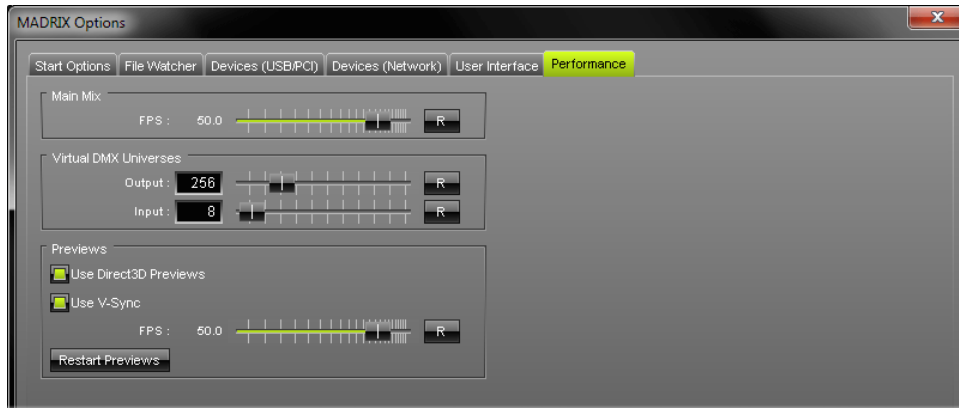 MADRIX Options
Start Options File Watcher Devices (USB/PCI) Devices (Network) User Interface Performance
Main Mix
FPS : 50.0 R
Virtual DMX Universes
Output : 256 R
Input : 8 R
Previews
Use Direct3D Previews
Use V-Sync
FPS : 50.0 R
Restart Previews